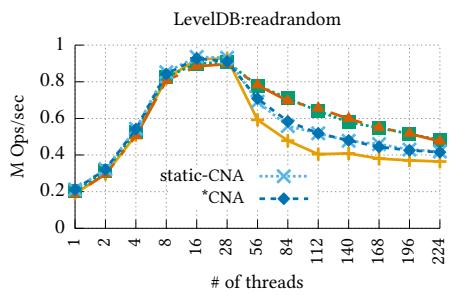 LevelDB:readrandom
M Ops/sec
1
0.8
0.6
0.4
0.2
0
static-CNA
*CNA
1 2 4 8 16 28 56 84 112 140 168 196 224
# of threads